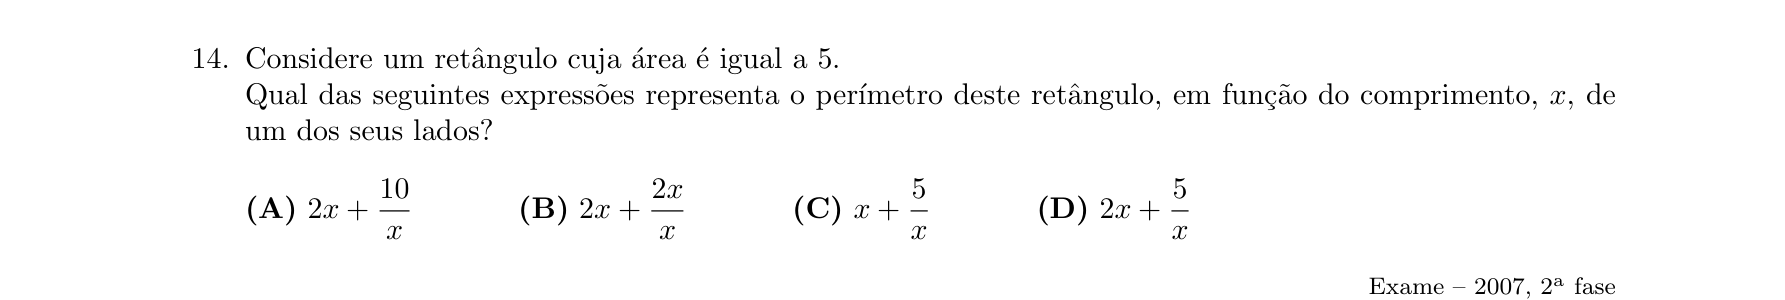 14. Considere um retângulo cuja área é igual a 5.
Qual das seguintes expressões representa o perímetro deste retângulo, em função do comprimento, x, de
um dos seus lados?
(A) 2x + 10/x (B) 2x + 2x/x (C) x + 5/x (D) 2x + 5/x
Exame – 2007, 2ª fase